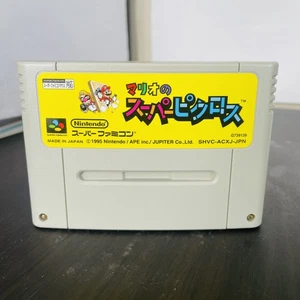 マリオの
スーパーピクロス
Nintendo
スーパーファミコン
MADE IN JAPAN
©1995 Nintendo / APE inc./ JUPITER Co.,Ltd.
SHVC-ACXJ-JPN